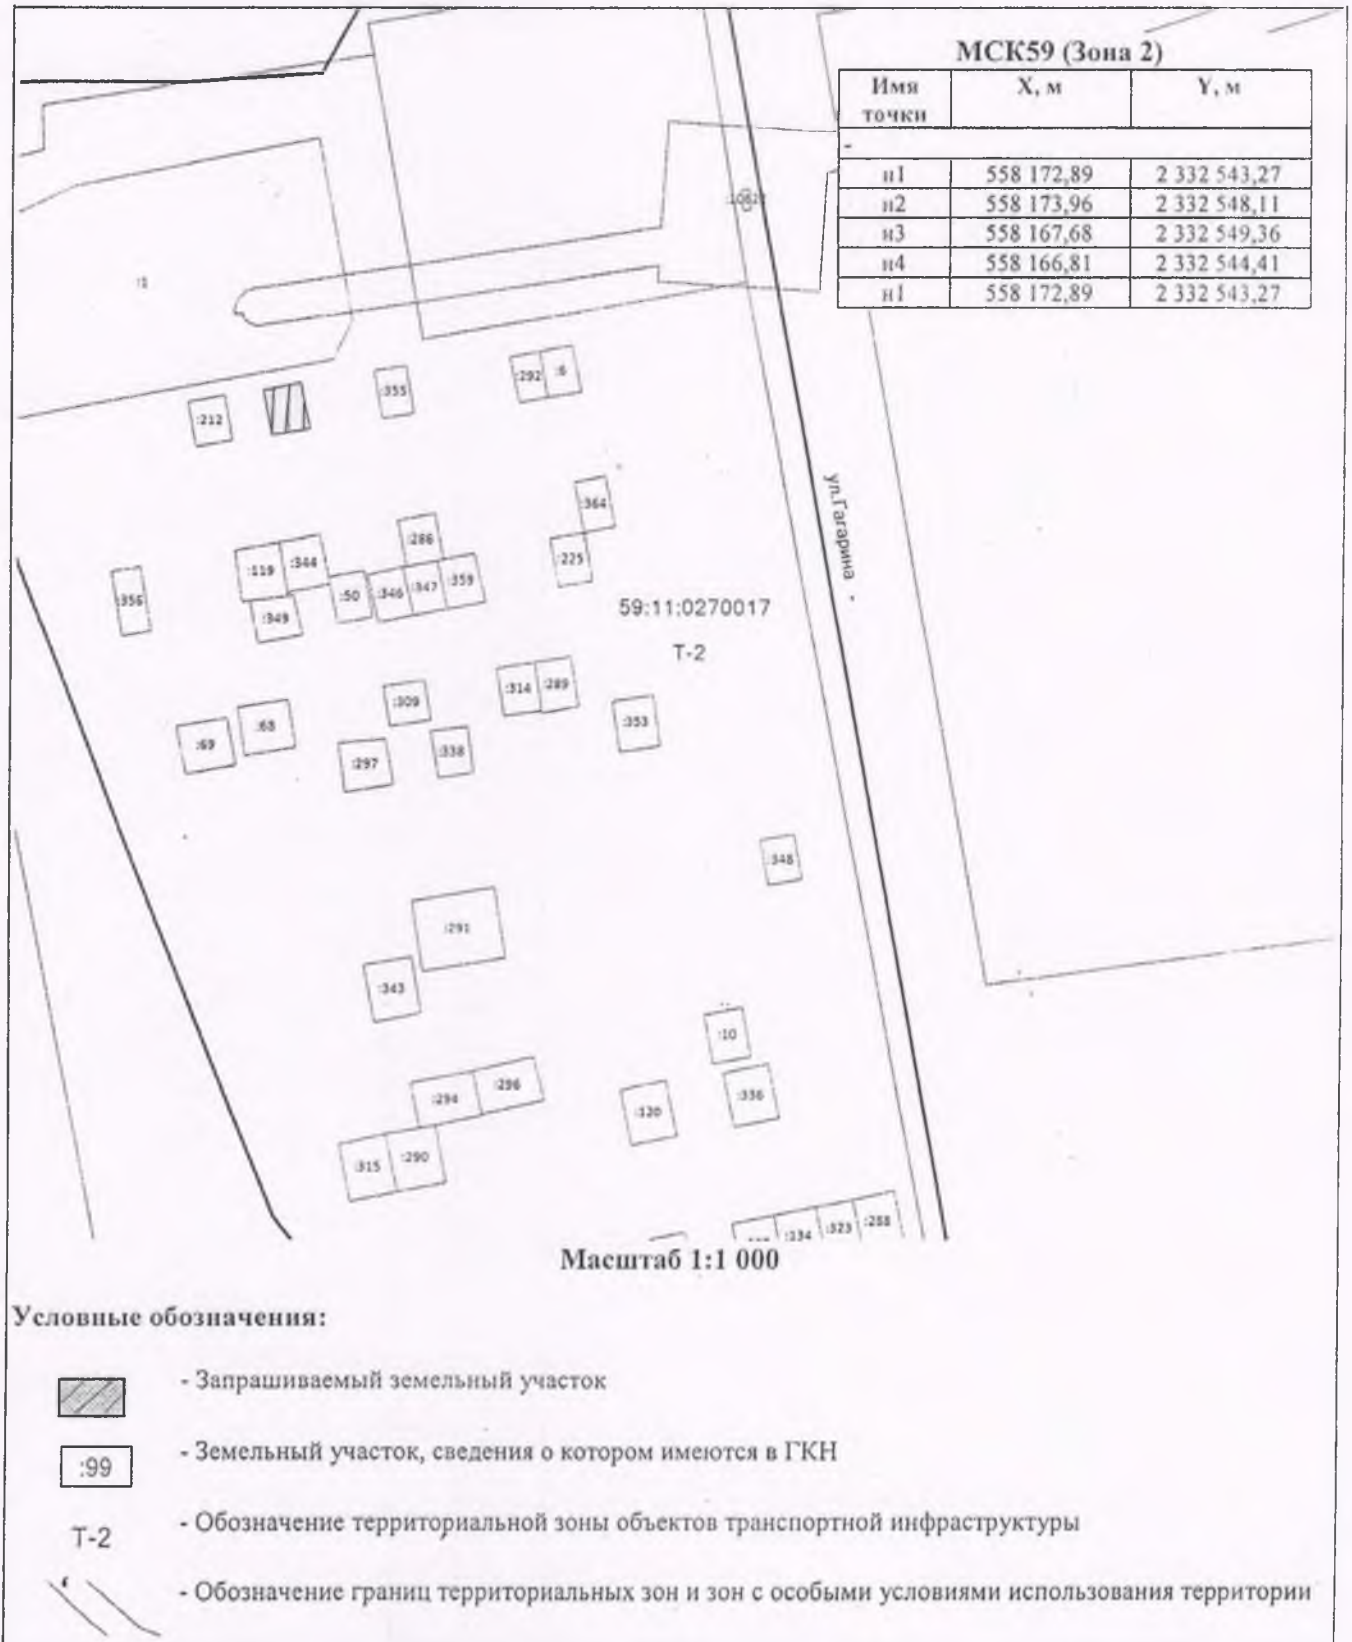 МСК59 (Зона 2)
Имя точки X, м Y, м
-
н1 558 172,89 2 332 543,27
н2 558 173,96 2 332 548,11
н3 558 167,68 2 332 549,36
н4 558 166,81 2 332 544,41
н1 558 172,89 2 332 543,27
:292 :6
:355
:212
:364
ул.Гагарина
:286
:225
:119 :344
:50 :346 :347 :359
:356
:349
59:11:0270017
Т-2
:314 :289
:309
:353
:68
:69
:338
:297
:348
:291
:343
:10
:296
:294
:336
:120
:290
:315
:134 :323 :288
Масштаб 1:1 000
Условные обозначения:
- Запрашиваемый земельный участок
:99 - Земельный участок, сведения о котором имеются в ГКН
Т-2 - Обозначение территориальной зоны объектов транспортной инфраструктуры
- Обозначение границ территориальных зон и зон с особыми условиями использования территории